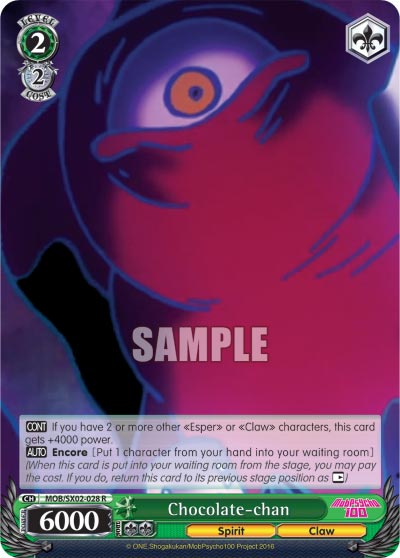 LEVEL
2
2
COST
SAMPLE
CONT If you have 2 or more other «Esper» or «Claw» characters, this card
gets +4000 power.
AUTO Encore [Put 1 character from your hand into your waiting room]
(When this card is put into your waiting room from the stage, you may pay
the cost. If you do, return this card to its previous stage position as )
CH MOB/SX02-028 R
Chocolate-chan
MobPsycho
100
POWER
6000
Spirit
Claw
© ONE,Shogakukan/MobPsycho100 Project 2016